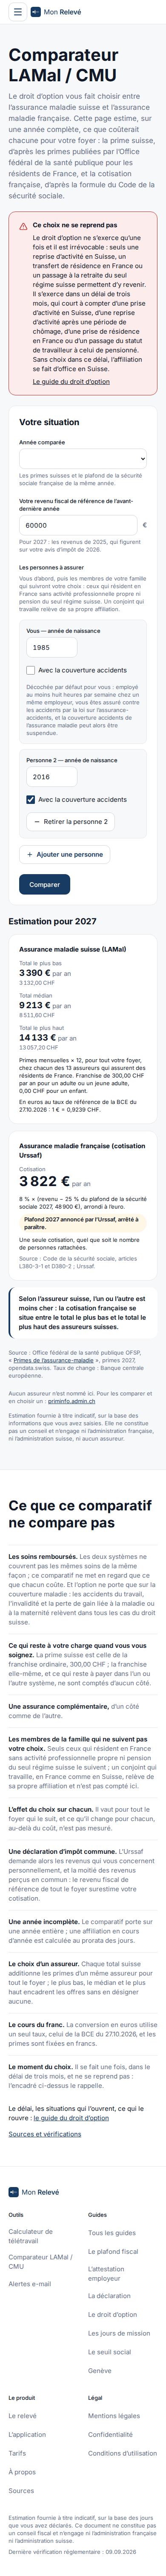 Mon Relevé
Comparateur
LAMal / CMU
Le droit d'option vous fait choisir entre
l'assurance maladie suisse et l'assurance
maladie française. Cette page estime, sur
une année complète, ce que coûterait
chacune pour votre foyer : la prime suisse,
d'après les primes publiées par l'Office
fédéral de la santé publique pour les
résidents de France, et la cotisation
française, d'après la formule du Code de la
sécurité sociale.
Ce choix ne se reprend pas
Le droit d'option ne s'exerce qu'une
fois et il est irrévocable : seuls une
reprise d'activité en Suisse, un
transfert de résidence en France ou
un passage à la retraite du seul
régime suisse permettent d'y revenir.
Il s'exerce dans un délai de trois
mois, qui court à compter d'une prise
d'activité en Suisse, d'une reprise
d'activité après une période de
chômage, d'une prise de résidence
en France ou d'un passage du statut
de travailleur à celui de pensionné.
Sans choix dans ce délai, l'affiliation
se fait d'office en Suisse.
Le guide du droit d'option
Votre situation
Année comparée
Les primes suisses et le plafond de la sécurité
sociale française de la même année.
Votre revenu fiscal de référence de l'avant-
dernière année
60000
€
Pour 2027 : les revenus de 2025, qui figurent
sur votre avis d'impôt de 2026.
Les personnes à assurer
Vous d'abord, puis les membres de votre famille
qui suivront votre choix : ceux qui résident en
France sans activité professionnelle propre ni
pension du seul régime suisse. Un conjoint qui
travaille relève de sa propre affiliation.
Vous — année de naissance
1985
Avec la couverture accidents
Décochée par défaut pour vous : employé
au moins huit heures par semaine chez un
même employeur, vous êtes assuré contre
les accidents par la loi sur l'assurance-
accidents, et la couverture accidents de
l'assurance maladie peut alors être
suspendue.
Personne 2 — année de naissance
2016
Avec la couverture accidents
Retirer la personne 2
Ajouter une personne
Comparer
Estimation pour 2027
Assurance maladie suisse (LAMal)
Total le plus bas
3 390 € par an
3 132,00 CHF
Total médian
9 213 € par an
8 511,60 CHF
Total le plus haut
14 133 € par an
13 057,20 CHF
Primes mensuelles × 12, pour tout votre foyer,
chez chacun des 13 assureurs qui assurent les
résidents de France. Franchise de 300,00 CHF
par an pour un adulte ou un jeune adulte,
0,00 CHF pour un enfant.
En euros au taux de référence de la BCE du
27.10.2026 : 1 € = 0,9239 CHF.
Assurance maladie française (cotisation
Urssaf)
Cotisation
3 822 € par an
8 % × (revenu − 25 % du plafond de la sécurité
sociale 2027, 48 900 €), arrondi à l'euro.
Plafond 2027 annoncé par l'Urssaf, arrêté à
paraître.
Une seule cotisation, quel que soit le nombre
de personnes rattachées.
Source : Code de la sécurité sociale, articles
L380-3-1 et D380-2 ; Urssaf.
Selon l'assureur suisse, l'un ou l'autre est
moins cher : la cotisation française se
situe entre le total le plus bas et le total le
plus haut des assureurs suisses.
Source : Office fédéral de la santé publique OFSP,
« Primes de l'assurance-maladie », primes 2027,
opendata.swiss. Taux de change : Banque centrale
européenne.
Aucun assureur n'est nommé ici. Pour les comparer et
en choisir un : priminfo.admin.ch
Estimation fournie à titre indicatif, sur la base des
informations que vous avez saisies. Elle ne constitue
pas un conseil et n'engage ni l'administration française,
ni l'administration suisse, ni aucun assureur.
Ce que ce comparatif
ne compare pas
Les soins remboursés. Les deux systèmes ne
couvrent pas les mêmes soins de la même
façon ; ce comparatif ne met en regard que ce
que chacun coûte. L'option ne porte que sur la
couverture maladie : les accidents du travail,
l'invalidité et la perte de gain liée à la maladie ou
à la maternité relèvent dans tous les cas du droit
suisse.
Ce qui reste à votre charge quand vous vous
soignez. La prime suisse est celle de la
franchise ordinaire, 300,00 CHF ; la franchise
elle-même, et ce qui reste à payer dans l'un ou
l'autre système, ne sont comptés d'aucun côté.
Une assurance complémentaire, d'un côté
comme de l'autre.
Les membres de la famille qui ne suivent pas
votre choix. Seuls ceux qui résident en France
sans activité professionnelle propre ni pension
du seul régime suisse le suivent ; un conjoint qui
travaille, en France comme en Suisse, relève de
sa propre affiliation et n'est pas compté ici.
L'effet du choix sur chacun. Il vaut pour tout le
foyer qui le suit, et ce qu'il change pour chacun,
au-delà du coût, n'est pas mesuré.
Une déclaration d'impôt commune. L'Urssaf
demande alors les revenus qui vous concernent
personnellement, et la moitié des revenus
perçus en commun : le revenu fiscal de
référence de tout le foyer surestime votre
cotisation.
Une année incomplète. Le comparatif porte sur
une année entière ; une affiliation en cours
d'année est calculée au prorata des jours.
Le choix d'un assureur. Chaque total suisse
additionne les primes d'un même assureur pour
tout le foyer ; le plus bas, le médian et le plus
haut encadrent les offres sans en désigner
aucune.
Le cours du franc. La conversion en euros utilise
un seul taux, celui de la BCE du 27.10.2026, et les
primes sont fixées en francs.
Le moment du choix. Il se fait une fois, dans le
délai de trois mois, et ne se reprend pas :
l'encadré ci-dessus le rappelle.
Le délai, les situations qui l'ouvrent, ce qui le
rouvre : le guide du droit d'option
Sources et vérifications
Mon Relevé
Outils
Calculateur de
télétravail
Comparateur LAMal /
CMU
Alertes e-mail
Guides
Tous les guides
Le plafond fiscal
L'attestation
employeur
La déclaration
Le droit d'option
Les jours de mission
Le seuil social
Genève
Le produit
Le relevé
L'application
Tarifs
À propos
Sources
Légal
Mentions légales
Confidentialité
Conditions d'utilisation
Estimation fournie à titre indicatif, sur la base des jours
que vous avez déclarés. Ce document ne constitue pas
un conseil fiscal et n'engage ni l'administration française
ni l'administration suisse.
Dernière vérification réglementaire : 09.09.2026